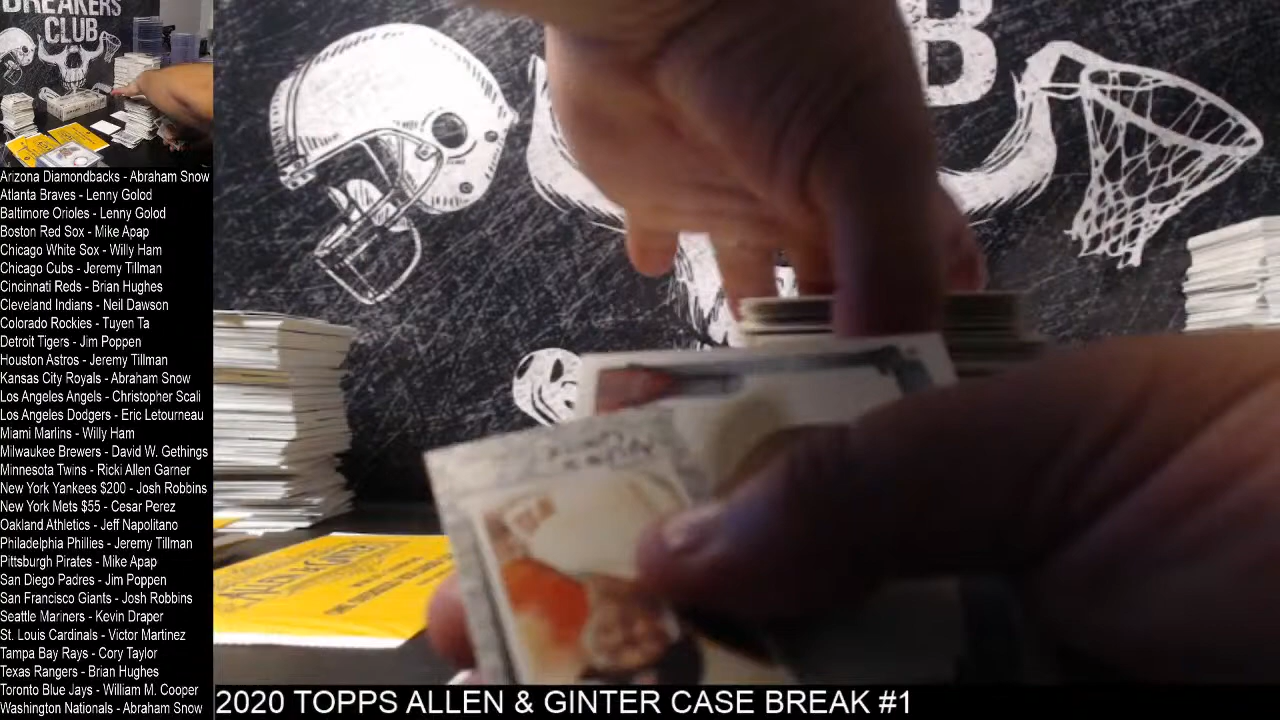 BREAKERS
CLUB
B
Arizona Diamondbacks - Abraham Snow
Atlanta Braves - Lenny Golod
Baltimore Orioles - Lenny Golod
Boston Red Sox - Mike Apap
Chicago White Sox - Willy Ham
Chicago Cubs - Jeremy Tillman
Cincinnati Reds - Brian Hughes
Cleveland Indians - Neil Dawson
Colorado Rockies - Tuyen Ta
Detroit Tigers - Jim Poppen
Houston Astros - Jeremy Tillman
Kansas City Royals - Abraham Snow
Los Angeles Angels - Christopher Scali
Los Angeles Dodgers - Eric Letourneau
Miami Marlins - Willy Ham
Milwaukee Brewers - David W. Gethings
Minnesota Twins - Ricki Allen Garner
New York Yankees $200 - Josh Robbins
New York Mets $55 - Cesar Perez
Oakland Athletics - Jeff Napolitano
Philadelphia Phillies - Jeremy Tillman
Pittsburgh Pirates - Mike Apap
San Diego Padres - Jim Poppen
San Francisco Giants - Josh Robbins
Seattle Mariners - Kevin Draper
St. Louis Cardinals - Victor Martinez
Tampa Bay Rays - Cory Taylor
Texas Rangers - Brian Hughes
Toronto Blue Jays - William M. Cooper
Washington Nationals - Abraham Snow
ALLEN & GINTER
2020 TOPPS ALLEN & GINTER CASE BREAK #1